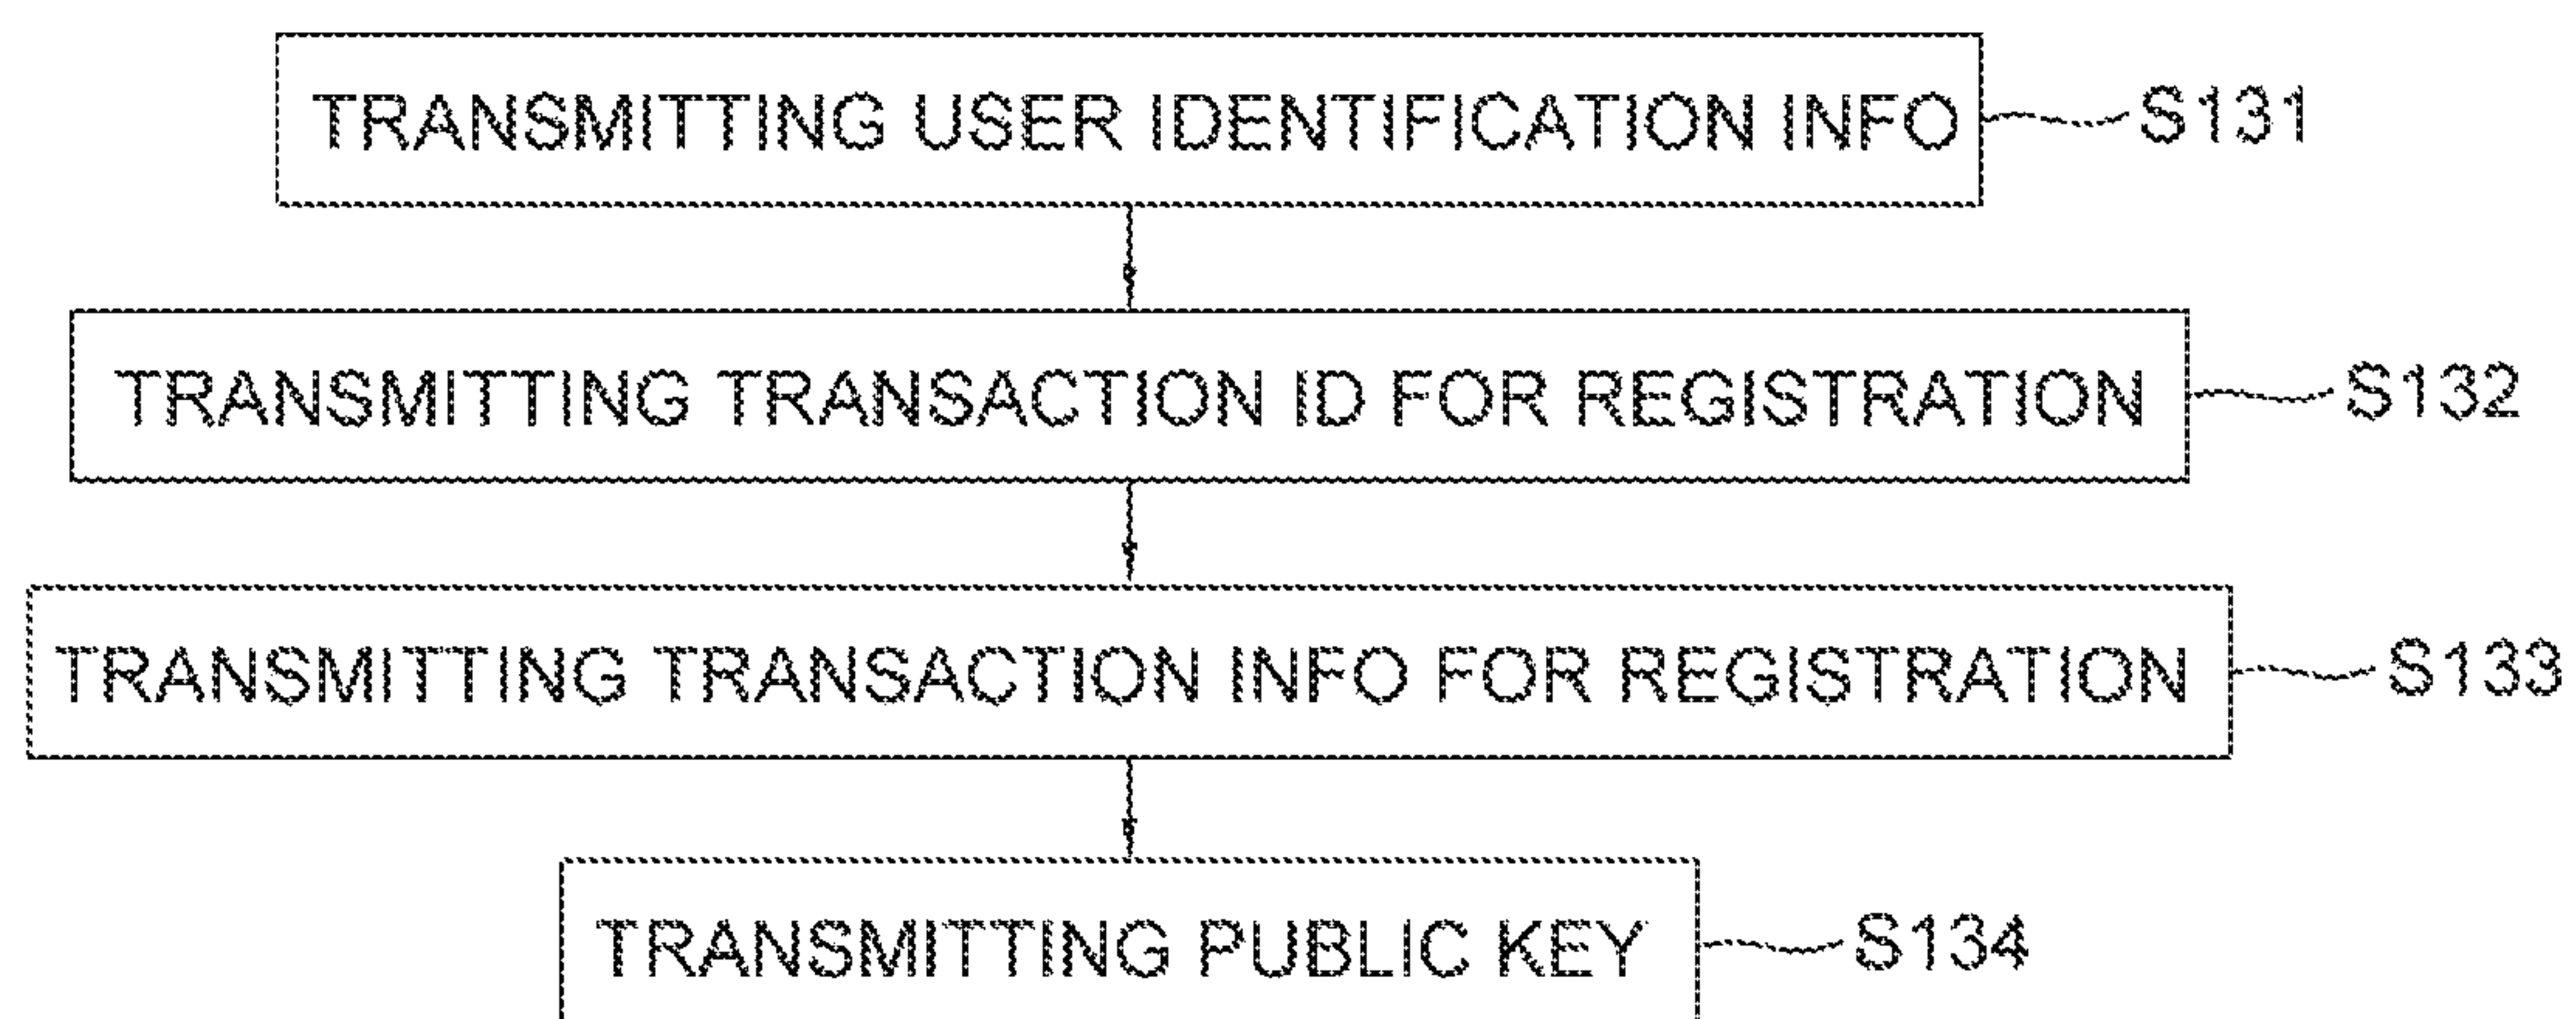 TRANSMITTING USER IDENTIFICATION INFO S131
TRANSMITTING TRANSACTION ID FOR REGISTRATION S132
TRANSMITTING TRANSACTION INFO FOR REGISTRATION S133
TRANSMITTING PUBLIC KEY S134